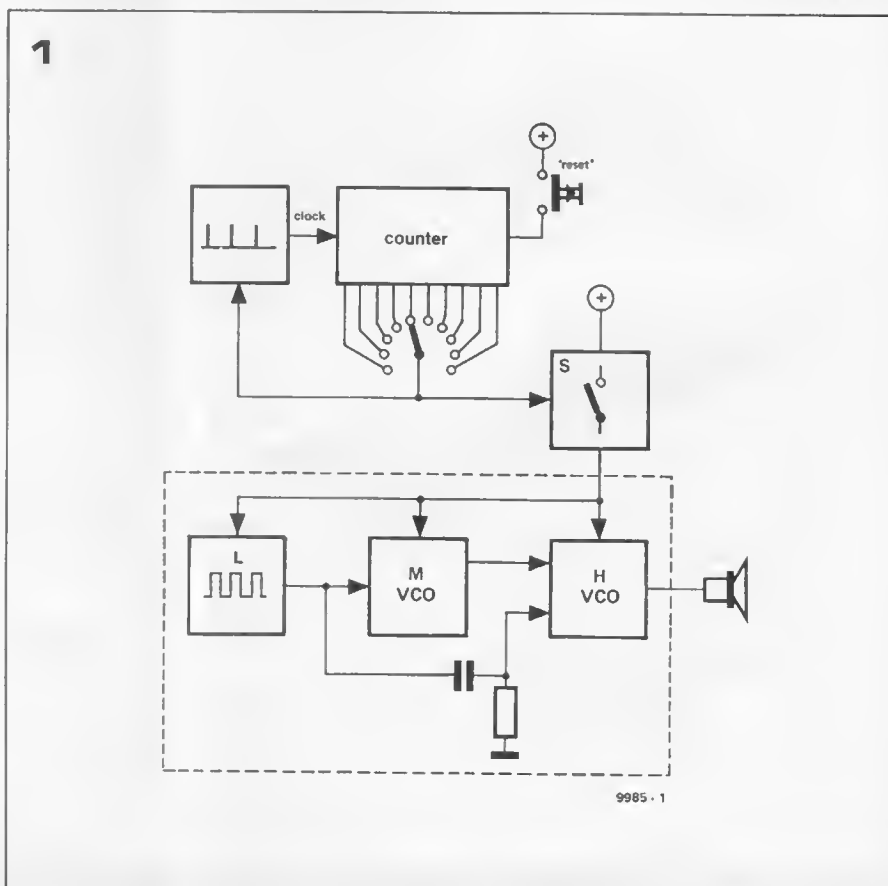 1
+
"reset"
clock
counter
+
S
L
M
VCO
H
VCO
9985 - 1